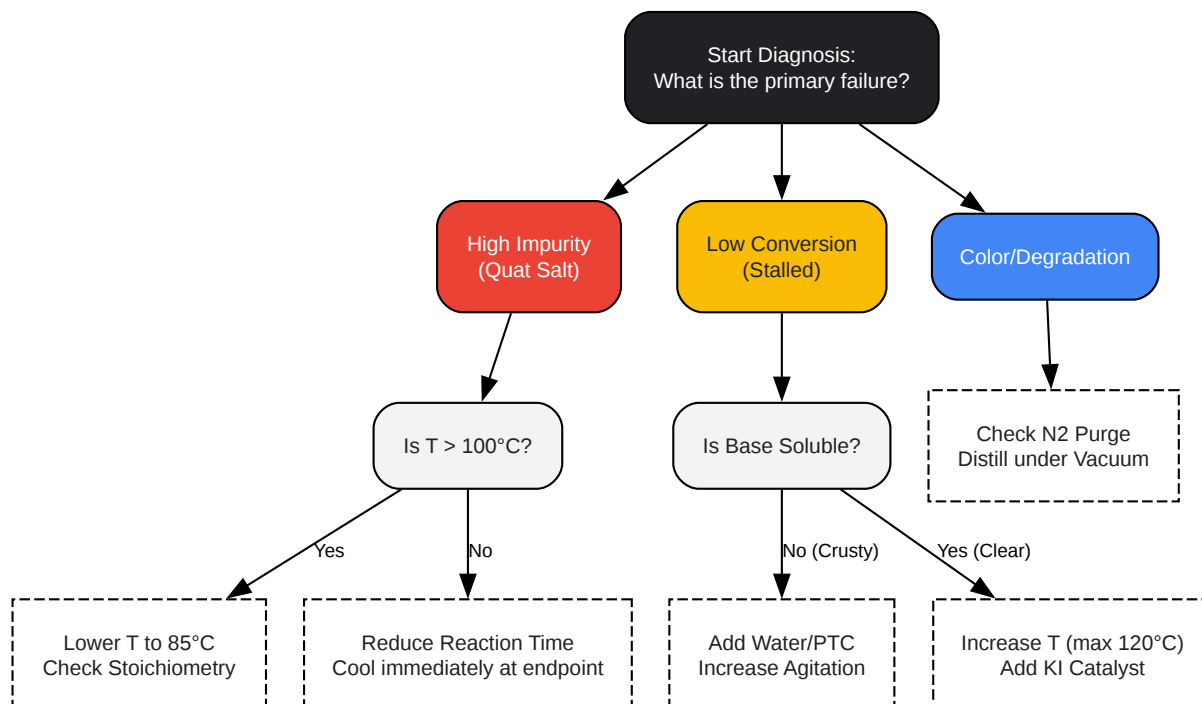 Start Diagnosis:
What is the primary failure?
High Impurity
(Quat Salt)
Low Conversion
(Stalled)
Color/Degradation
Is T > 100°C?
Is Base Soluble?
Check N2 Purge
Distill under Vacuum
Yes
No
No (Crusty)
Yes (Clear)
Lower T to 85°C
Check Stoichiometry
Reduce Reaction Time
Cool immediately at endpoint
Add Water/PTC
Increase Agitation
Increase T (max 120°C)
Add KI Catalyst